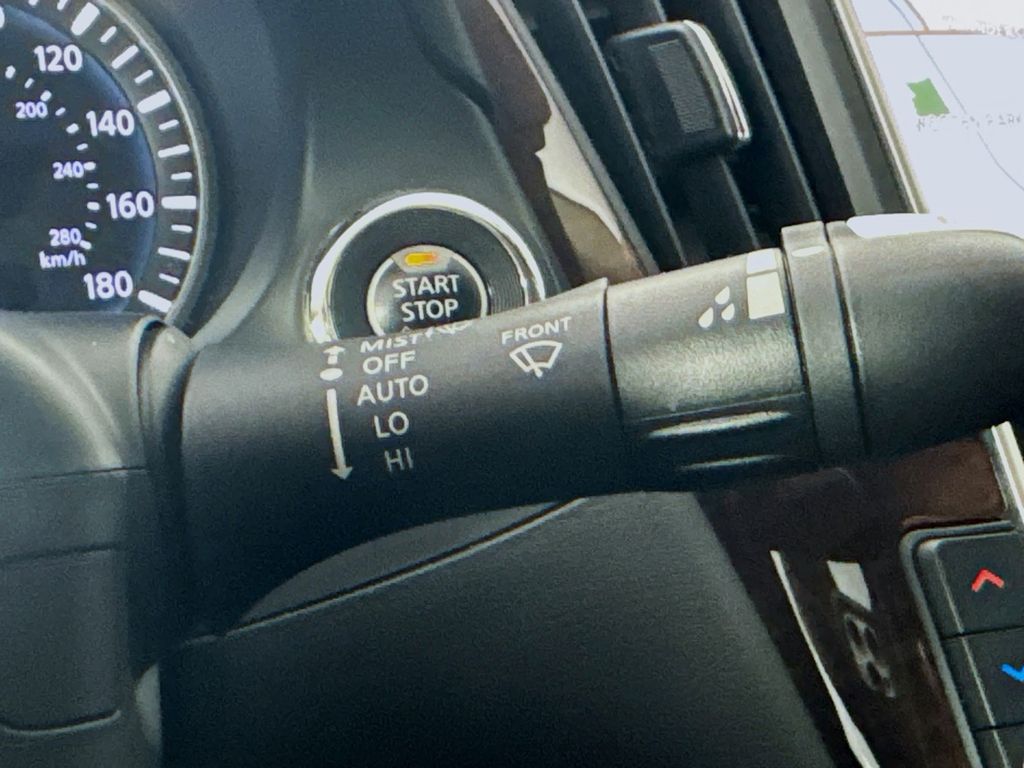 120
200
140
240
160
280
km/h
180
START
STOP
MIST
OFF
AUTO
LO
HI
FRONT